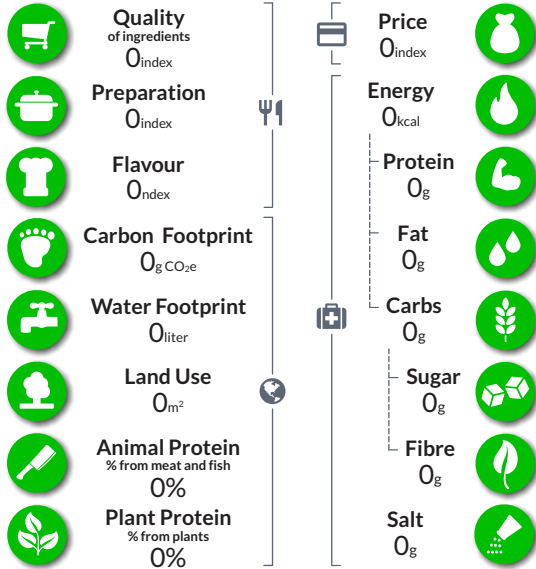 Quality
of ingredients
0index
Preparation
0index
Flavour
0ndex
Carbon Footprint
0g CO₂e
Water Footprint
0liter
Land Use
0m²
Animal Protein
% from meat and fish
0%
Plant Protein
% from plants
0%
Price
0index
Energy
0kcal
Protein
0g
Fat
0g
Carbs
0g
Sugar
0g
Fibre
0g
Salt
0g